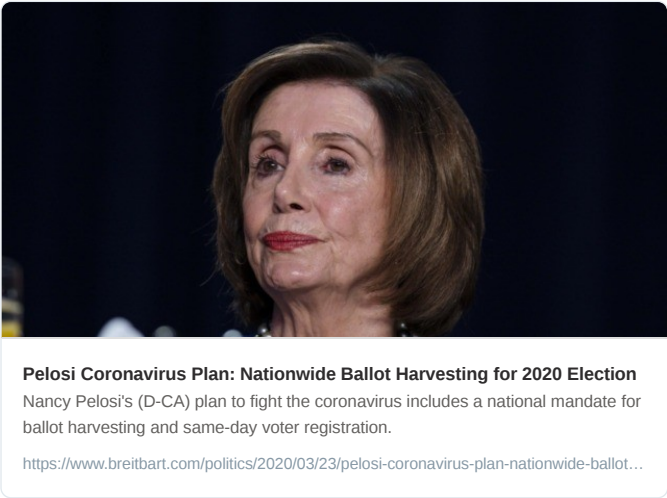 Pelosi Coronavirus Plan: Nationwide Ballot Harvesting for 2020 Election
Nancy Pelosi's (D-CA) plan to fight the coronavirus includes a national mandate for
ballot harvesting and same-day voter registration.
https://www.breitbart.com/politics/2020/03/23/pelosi-coronavirus-plan-nationwide-ballot…